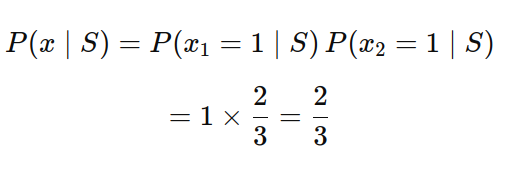 P(x | S) = P(x₁ = 1 | S) P(x₂ = 1 | S)
= 1 × 2/3 = 2/3